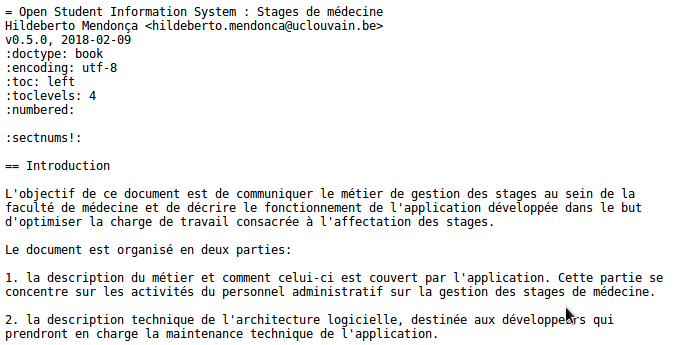 = Open Student Information System : Stages de médecine
Hildeberto Mendonça <hildeberto.mendonca@uclouvain.be>
v0.5.0, 2018-02-09
:doctype: book
:encoding: utf-8
:toc: left
:toclevels: 4
:numbered:
:sectnums!:
== Introduction
L'objectif de ce document est de communiquer le métier de gestion des stages au sein de la
faculté de médecine et de décrire le fonctionnement de l'application développée dans le but
d'optimiser la charge de travail consacrée à l'affectation des stages.
Le document est organisé en deux parties:
1. la description du métier et comment celui-ci est couvert par l'application. Cette partie se
concentre sur les activités du personnel administratif sur la gestion des stages de médecine.
2. la description technique de l'architecture logicielle, destinée aux développeurs qui
prendront en charge la maintenance technique de l'application.